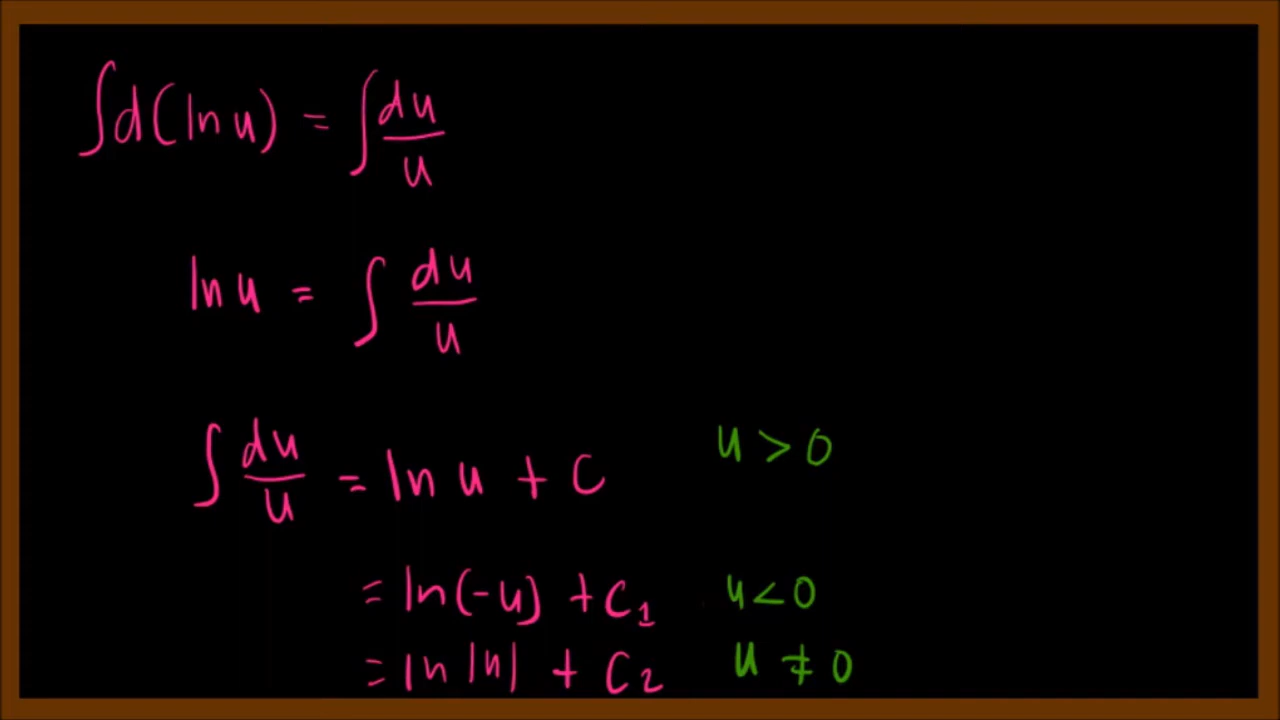 ∫d(ln u) = ∫du/u
ln u = ∫ du/u
∫ du/u = ln u + C u > 0
= ln(-u) + C₁ u < 0
= ln |u| + C₂ u ≠ 0